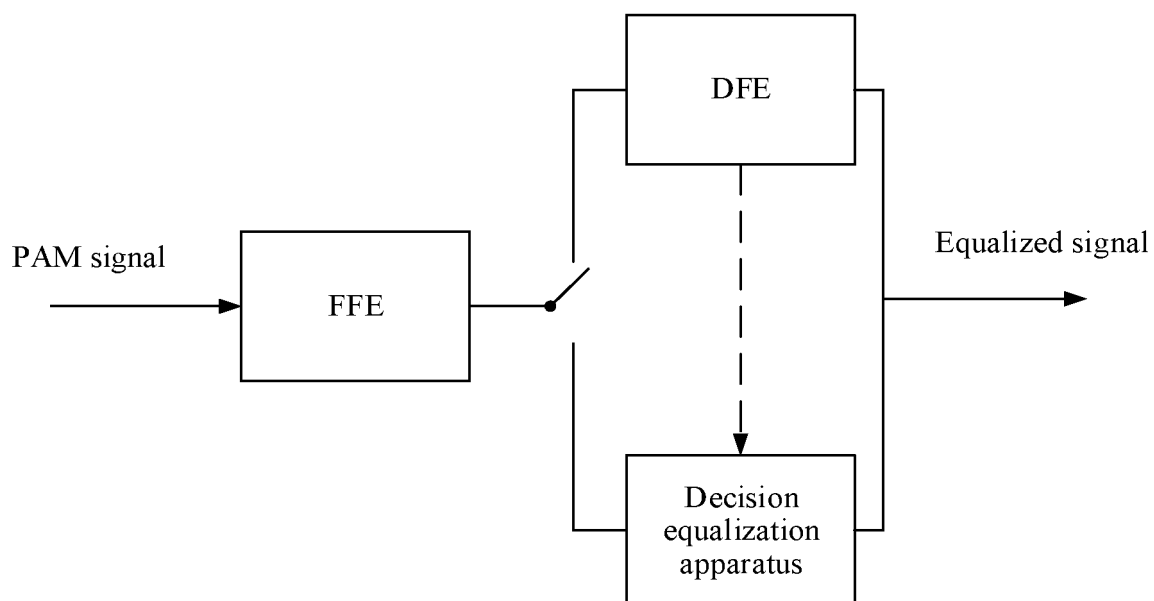 DFE
PAM signal
FFE
Equalized signal
Decision
equalization
apparatus